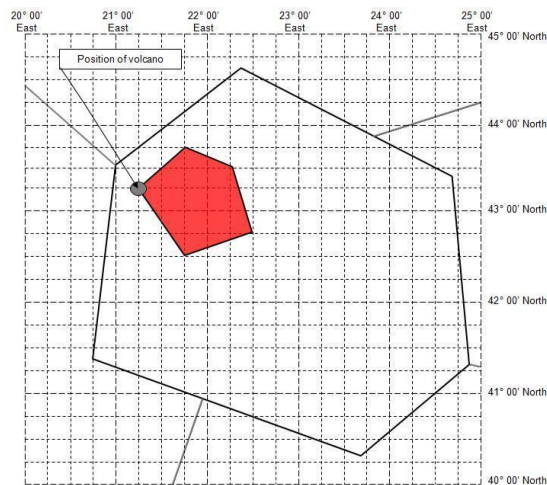 20° 00' 21° 00' 22° 00' 23° 00' 24° 00' 25° 00'
East East East East East East
45° 00' North
Position of volcano
44° 00' North
43° 00' North
42° 00' North
41° 00' North
40° 00' North